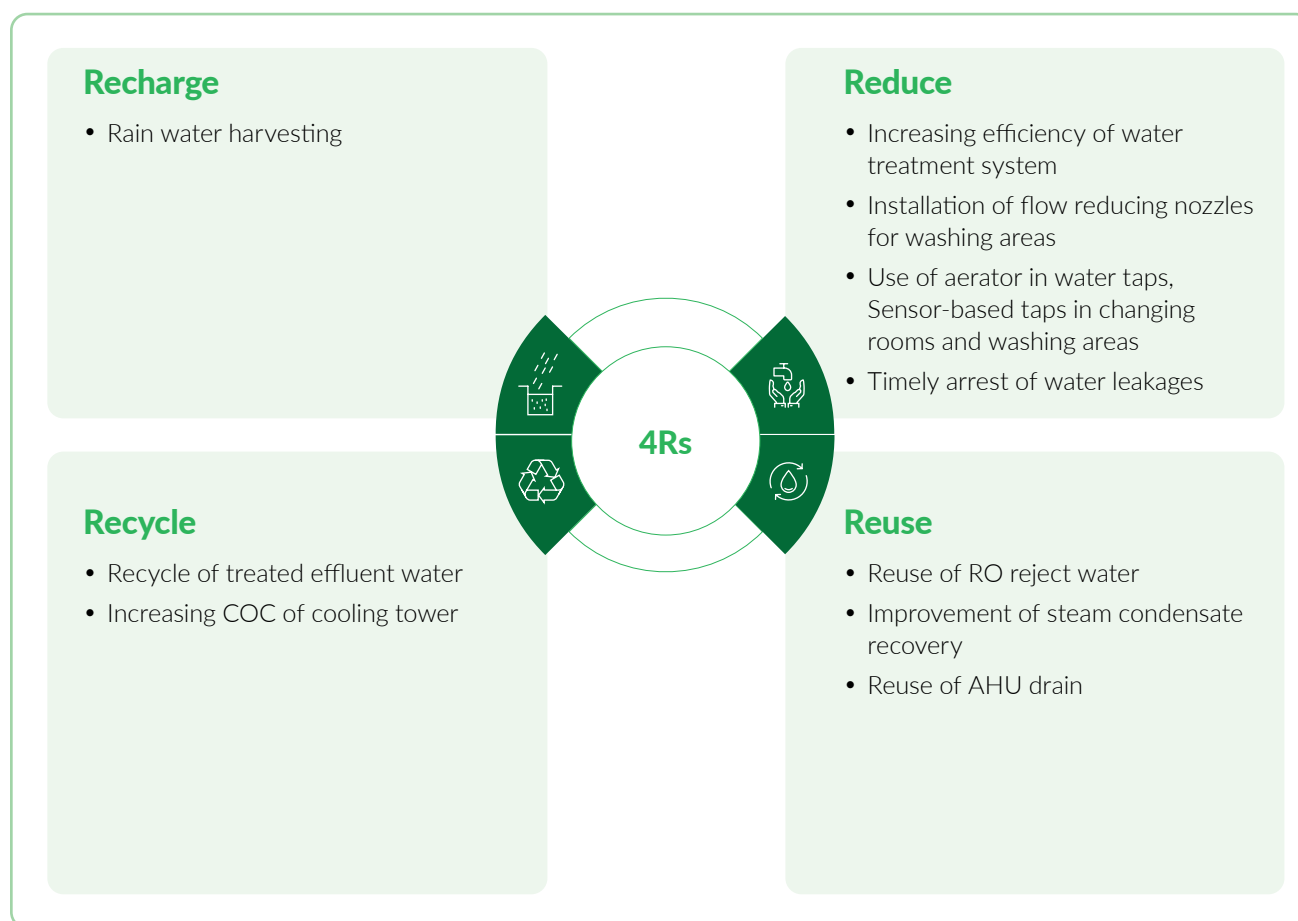 Recharge
• Rain water harvesting
Reduce
• Increasing efficiency of water
treatment system
• Installation of flow reducing nozzles
for washing areas
• Use of aerator in water taps,
Sensor-based taps in changing
rooms and washing areas
• Timely arrest of water leakages
4Rs
Recycle
• Recycle of treated effluent water
• Increasing COC of cooling tower
Reuse
• Reuse of RO reject water
• Improvement of steam condensate
recovery
• Reuse of AHU drain